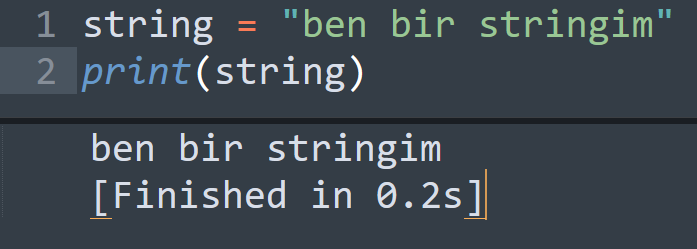 1 string = "ben bir stringim"
2 print(string)
ben bir stringim
[Finished in 0.2s]